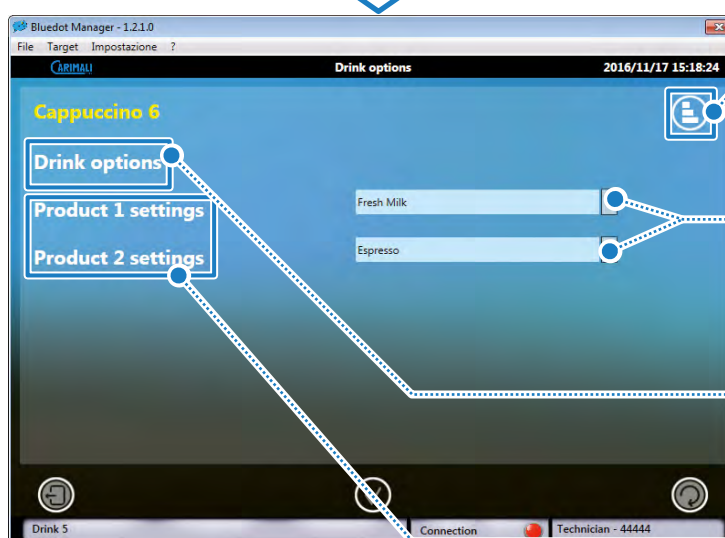 Bluedot Manager - 1.2.1.0
File Target Impostazione ?
CARIMALI Drink options 2016/11/17 15:18:24
Cappuccino 6
Drink options
Product 1 settings Fresh Milk
Product 2 settings Espresso
Drink 5 Connection Technician - 44444